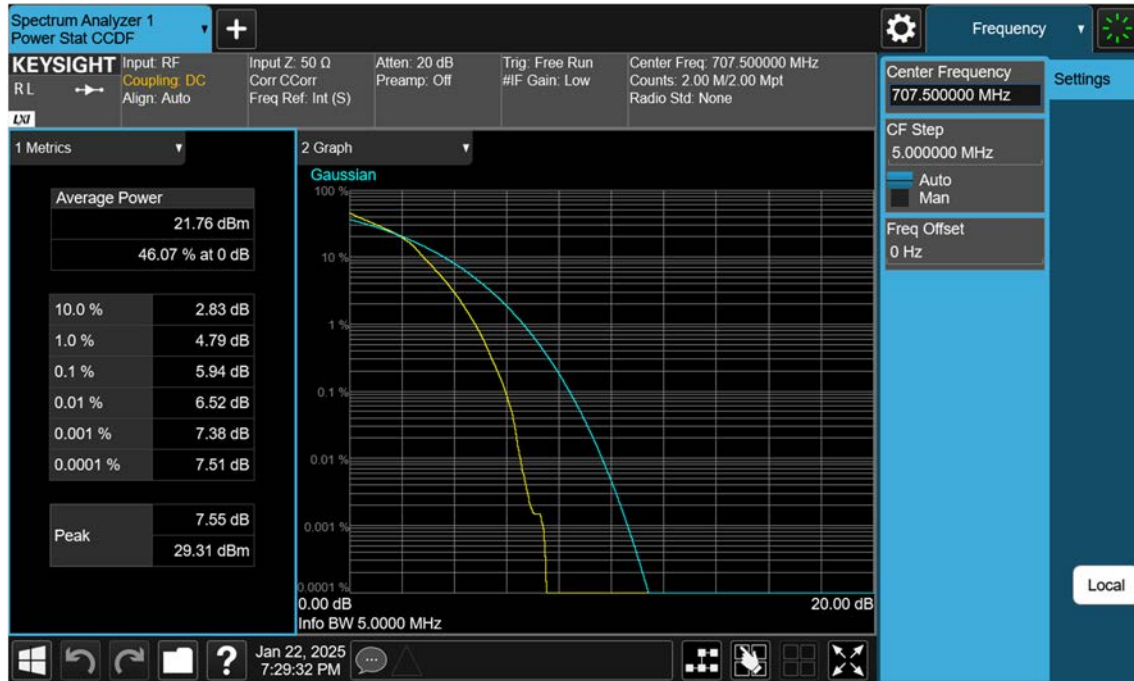 Spectrum Analyzer 1
Power Stat CCDF
+
Frequency
KEYSIGHT
R L
LXI
Input: RF
Coupling: DC
Align: Auto
Input Z: 50 Ω
Corr CCorr
Freq Ref: Int (S)
Atten: 20 dB
Preamp: Off
Trig: Free Run
#IF Gain: Low
Center Freq: 707.500000 MHz
Counts: 2.00 M/2.00 Mpt
Radio Std: None
Center Frequency
707.500000 MHz
Settings
CF Step
5.000000 MHz
Auto
Man
Freq Offset
0 Hz
Local
1 Metrics
Average Power
21.76 dBm
46.07 % at 0 dB
10.0 % 2.83 dB
1.0 % 4.79 dB
0.1 % 5.94 dB
0.01 % 6.52 dB
0.001 % 7.38 dB
0.0001 % 7.51 dB
Peak 7.55 dB
29.31 dBm
2 Graph
Gaussian
100 %
10 %
1 %
0.1 %
0.01 %
0.001 %
0.0001 %
0.00 dB 20.00 dB
Info BW 5.0000 MHz
?
Jan 22, 2025
7:29:32 PM